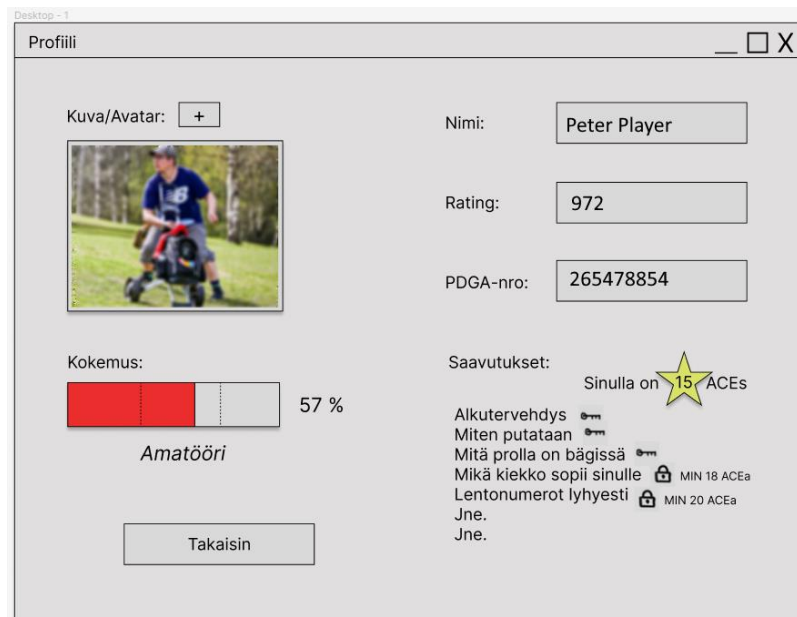 Desktop - 1
Profiili
Kuva/Avatar: +
Nimi: Peter Player
Rating: 972
PDGA-nro: 265478854
Kokemus:
57 %
Amatööri
Takaisin
Saavutukset:
Sinulla on 15 ACEs
Alkutervehdys
Miten putataan
Mitä prolla on bägissä
Mikä kiekko sopii sinulle MIN 18 ACEa
Lentonumerot lyhyesti MIN 20 ACEa
Jne.
Jne.